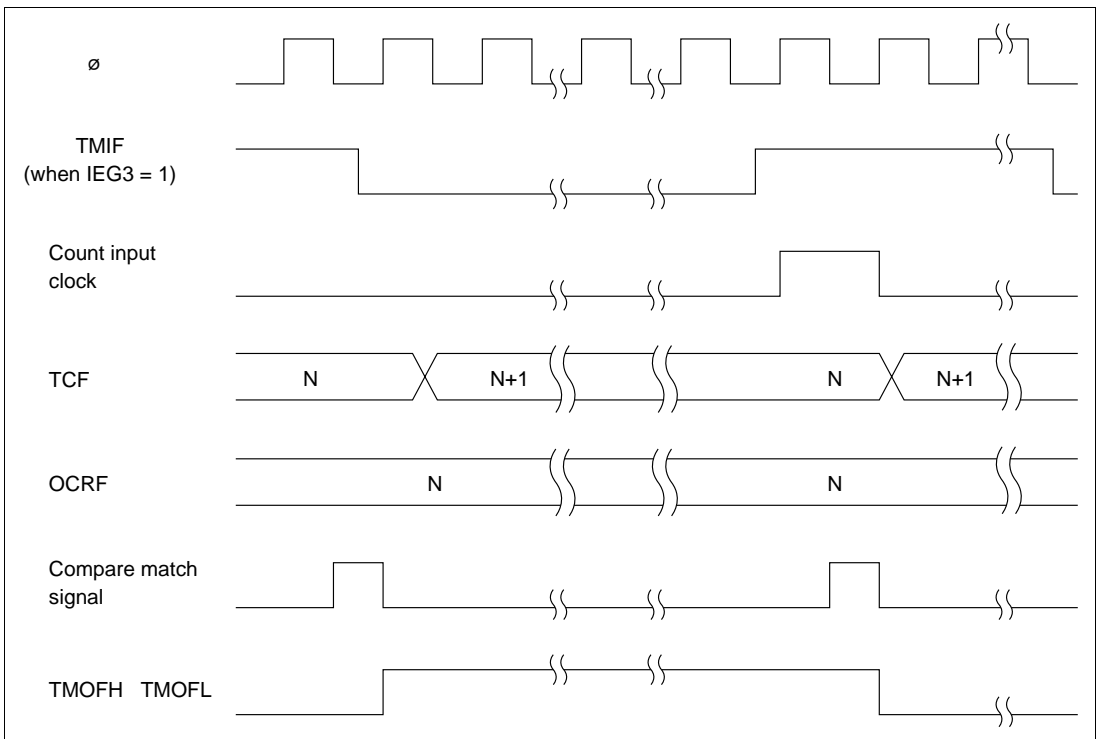 ø
TMIF
(when IEG3 = 1)
Count input
clock
TCF N N+1 N N+1
OCRF N N
Compare match
signal
TMOFH TMOFL